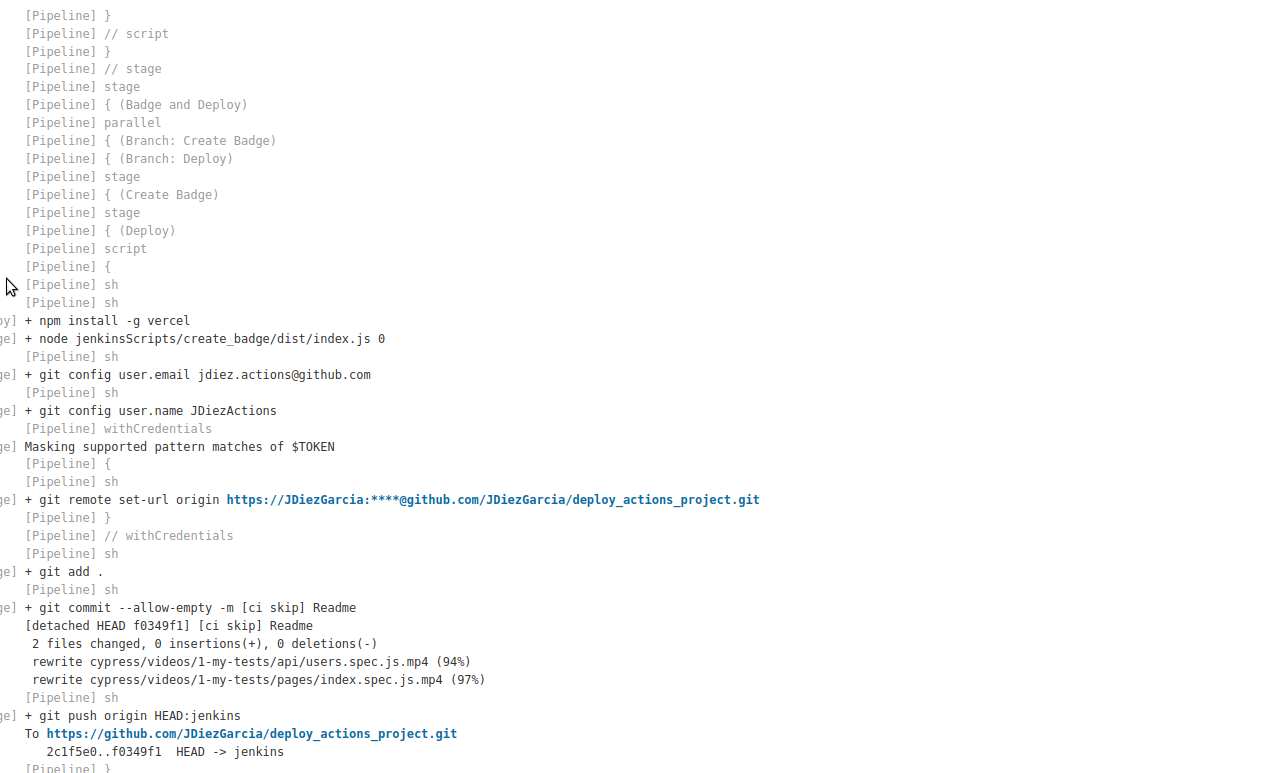 [Pipeline] }
[Pipeline] // script
[Pipeline] }
[Pipeline] // stage
[Pipeline] stage
[Pipeline] { (Badge and Deploy)
[Pipeline] parallel
[Pipeline] { (Branch: Create Badge)
[Pipeline] { (Branch: Deploy)
[Pipeline] stage
[Pipeline] { (Create Badge)
[Pipeline] stage
[Pipeline] { (Deploy)
[Pipeline] script
[Pipeline] {
[Pipeline] sh
[Pipeline] sh
oy] + npm install -g vercel
ge] + node jenkinsScripts/create_badge/dist/index.js 0
[Pipeline] sh
ge] + git config user.email jdiez.actions@github.com
[Pipeline] sh
ge] + git config user.name JDiezActions
[Pipeline] withCredentials
ge] Masking supported pattern matches of $TOKEN
[Pipeline] {
[Pipeline] sh
ge] + git remote set-url origin https://JDiezGarcia:****@github.com/JDiezGarcia/deploy_actions_project.git
[Pipeline] }
[Pipeline] // withCredentials
[Pipeline] sh
ge] + git add .
[Pipeline] sh
ge] + git commit --allow-empty -m [ci skip] Readme
[detached HEAD f0349f1] [ci skip] Readme
2 files changed, 0 insertions(+), 0 deletions(-)
rewrite cypress/videos/1-my-tests/api/users.spec.js.mp4 (94%)
rewrite cypress/videos/1-my-tests/pages/index.spec.js.mp4 (97%)
[Pipeline] sh
ge] + git push origin HEAD:jenkins
To https://github.com/JDiezGarcia/deploy_actions_project.git
2c1f5e0..f0349f1  HEAD -> jenkins
[Pipeline] }